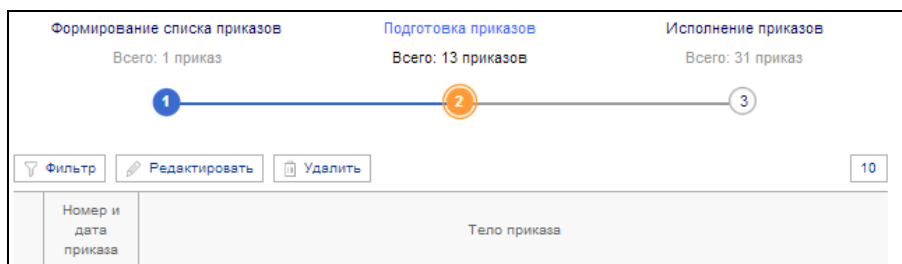 Формирование списка приказов Подготовка приказов Исполнение приказов
Всего: 1 приказ Всего: 13 приказов Всего: 31 приказ
1 2 3
Фильтр Редактировать Удалить 10
Номер и
дата
приказа
Тело приказа